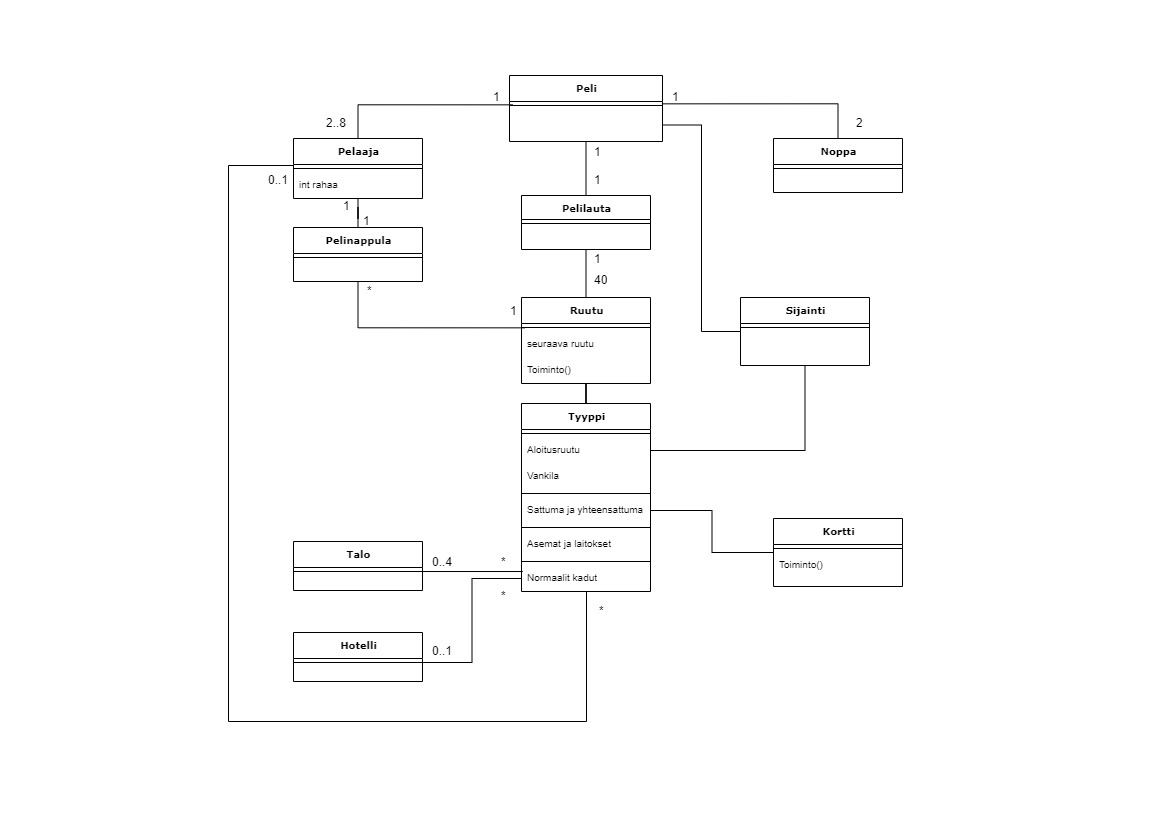 Peli
1
1
2..8
2
Pelaaja
int rahaa
Noppa
1
1
0..1
Pelilauta
1
1
Pelinappula
1
40
*
1
Ruutu
seuraava ruutu
Toiminto()
Sijainti
Tyyppi
Aloitusruutu
Vankila
Sattuma ja yhteensattuma
Asemat ja laitokset
Normaalit kadut
Kortti
Toiminto()
Talo
0..4
*
*
*
Hotelli
0..1